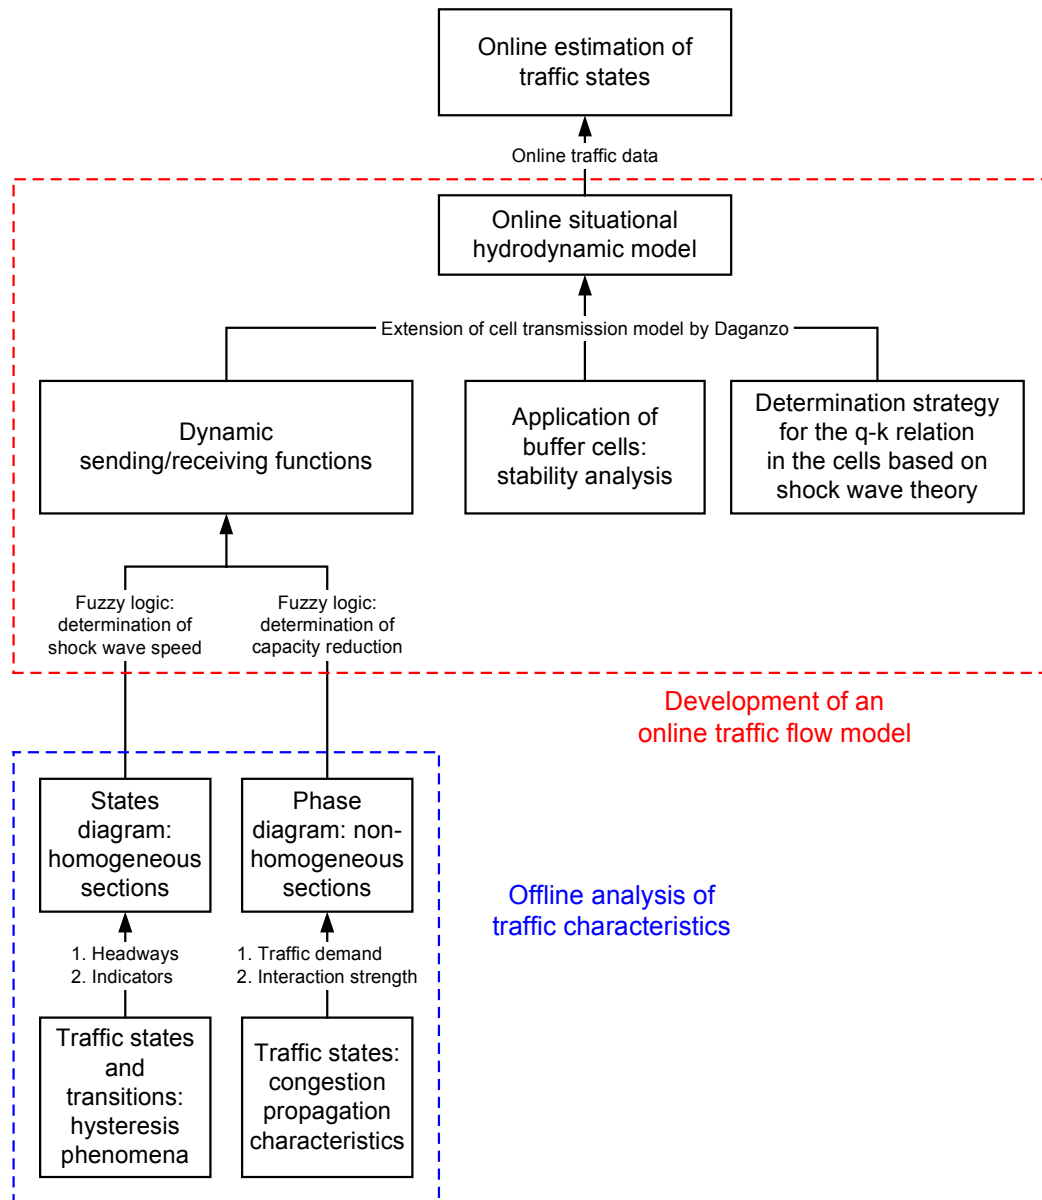 Online estimation of
traffic states
Online traffic data
Online situational
hydrodynamic model
Extension of cell transmission model by Daganzo
Dynamic
sending/receiving functions
Application of
buffer cells:
stability analysis
Determination strategy
for the q-k relation
in the cells based on
shock wave theory
Fuzzy logic:
determination of
shock wave speed
Fuzzy logic:
determination of
capacity reduction
Development of an
online traffic flow model
States
diagram:
homogeneous
sections
Phase
diagram: non-
homogeneous
sections
Offline analysis of
traffic characteristics
1. Headways
2. Indicators
1. Traffic demand
2. Interaction strength
Traffic states
and
transitions:
hysteresis
phenomena
Traffic states:
congestion
propagation
characteristics